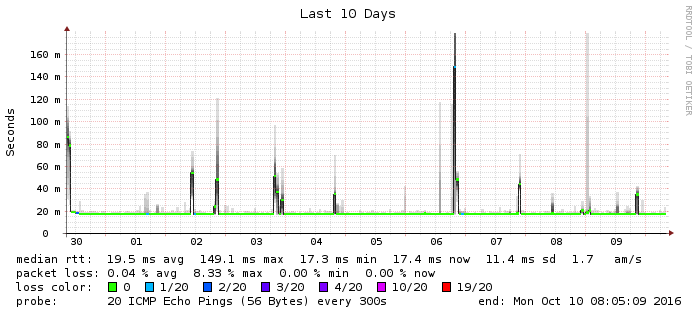 Last 10 Days
RRDTOOL / TOBI OETIKER
Seconds
160 m
140 m
120 m
100 m
80 m
60 m
40 m
20 m
0
30 01 02 03 04 05 06 07 08 09
median rtt: 19.5 ms avg 149.1 ms max 17.3 ms min 17.4 ms now 11.4 ms sd 1.7 am/s
packet loss: 0.04 % avg 8.33 % max 0.00 % min 0.00 % now
loss color: 0 1/20 2/20 3/20 4/20 10/20 19/20
probe: 20 ICMP Echo Pings (56 Bytes) every 300s end: Mon Oct 10 08:05:09 2016